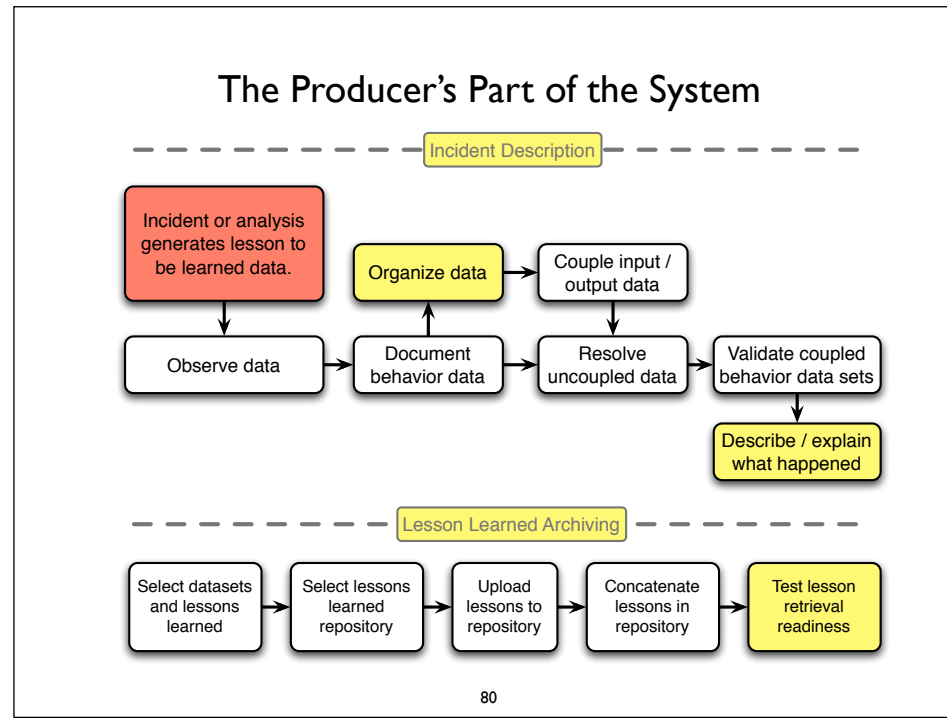 The Producer's Part of the System
Incident Description
Incident or analysis
generates lesson to
be learned data.
Organize data
Couple input /
output data
Observe data
Document
behavior data
Resolve
uncoupled data
Validate coupled
behavior data sets
Describe / explain
what happened
Lesson Learned Archiving
Select datasets
and lessons
learned
Select lessons
learned
repository
Upload
lessons to
repository
Concatenate
lessons in
repository
Test lesson
retrieval
readiness
80